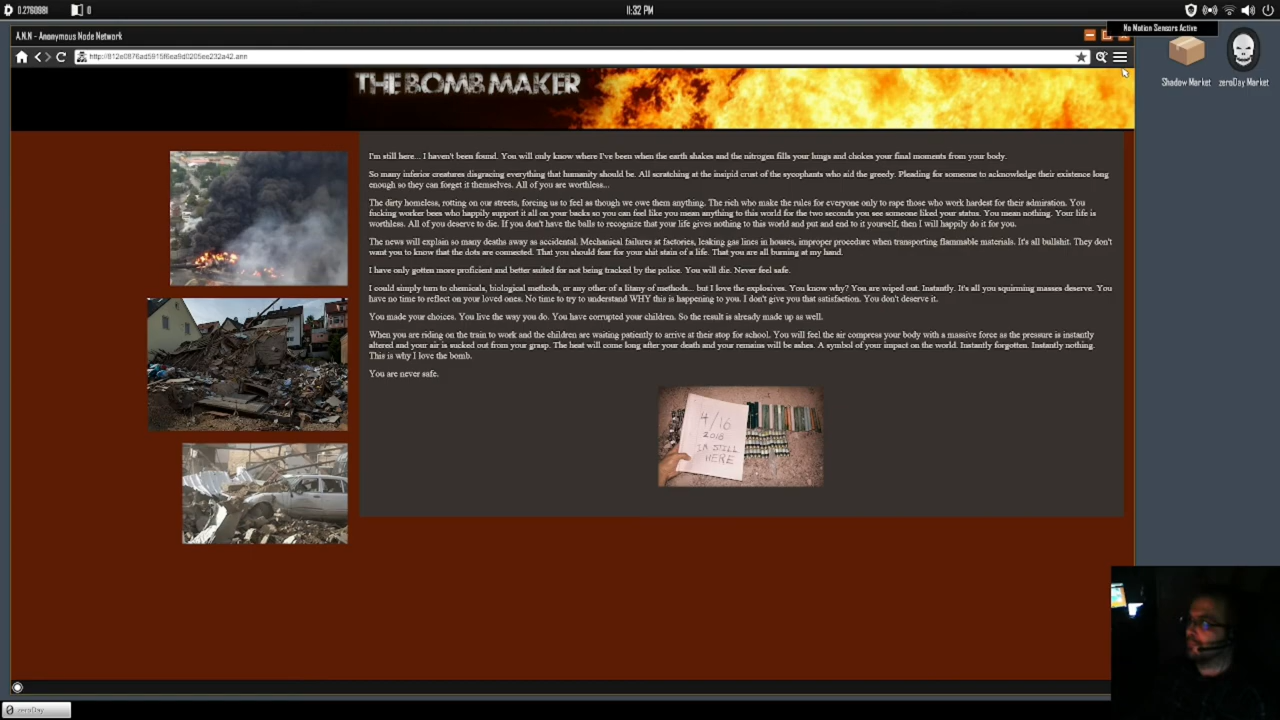 0.2760981
0
11:32 PM
A.N.N - Anonymous Node Network
No Motion Sensors Active
http://812e0876ad5915f6ea9d0205ee232a42.ann
Shadow Market
zeroDay Market
THE BOMB MAKER
I'm still here... I haven't been found. You will only know where I've been when the earth shakes and the nitrogen fills your lungs and chokes your final moments from your body.
So many inferior creatures disgracing everything that humanity should be. All scratching at the insipid crust of the sycophants who aid the greedy. Pleading for someone to acknowledge their existence long
enough so they can forget it themselves. All of you are worthless...
The dirty homeless, rotting on our streets, forcing us to feel as though we owe them anything. The rich who make the rules for everyone only to rape those who work hardest for their admiration. You
fucking worker bees who happily support it all on your backs so you can feel like you mean anything to this world for the two seconds you see someone liked your status. You mean nothing. Your life is
worthless. All of you deserve to die. If you don't have the balls to recognize that your life gives nothing to this world and put and end to it yourself, then I will happily do it for you.
The news will explain so many deaths away as accidental. Mechanical failures at factories, leaking gas lines in houses, improper procedure when transporting flammable materials. It's all bullshit. They don't
want you to know that the dots are connected. That you should fear for your shit stain of a life. That you are all burning at my hand.
I have only gotten more proficient and better suited for not being tracked by the police. You will die. Never feel safe.
I could simply turn to chemicals, biological methods, or any other of a litany of methods... but I love the explosives. You know why? You are wiped out. Instantly. It's all you squirming masses deserve. You
have no time to reflect on your loved ones. No time to try to understand WHY this is happening to you. I don't give you that satisfaction. You don't deserve it.
You made your choices. You live the way you do. You have corrupted your children. So the result is already made up as well.
When you are riding on the train to work and the children are waiting patiently to arrive at their stop for school. You will feel the air compress your body with a massive force as the pressure is instantly
altered and your air is sucked out from your grasp. The heat will come long after your death and your remains will be ashes. A symbol of your impact on the world. Instantly forgotten. Instantly nothing.
This is why I love the bomb.
You are never safe.
4/16
2016
I'M STILL
HERE
zeroDay